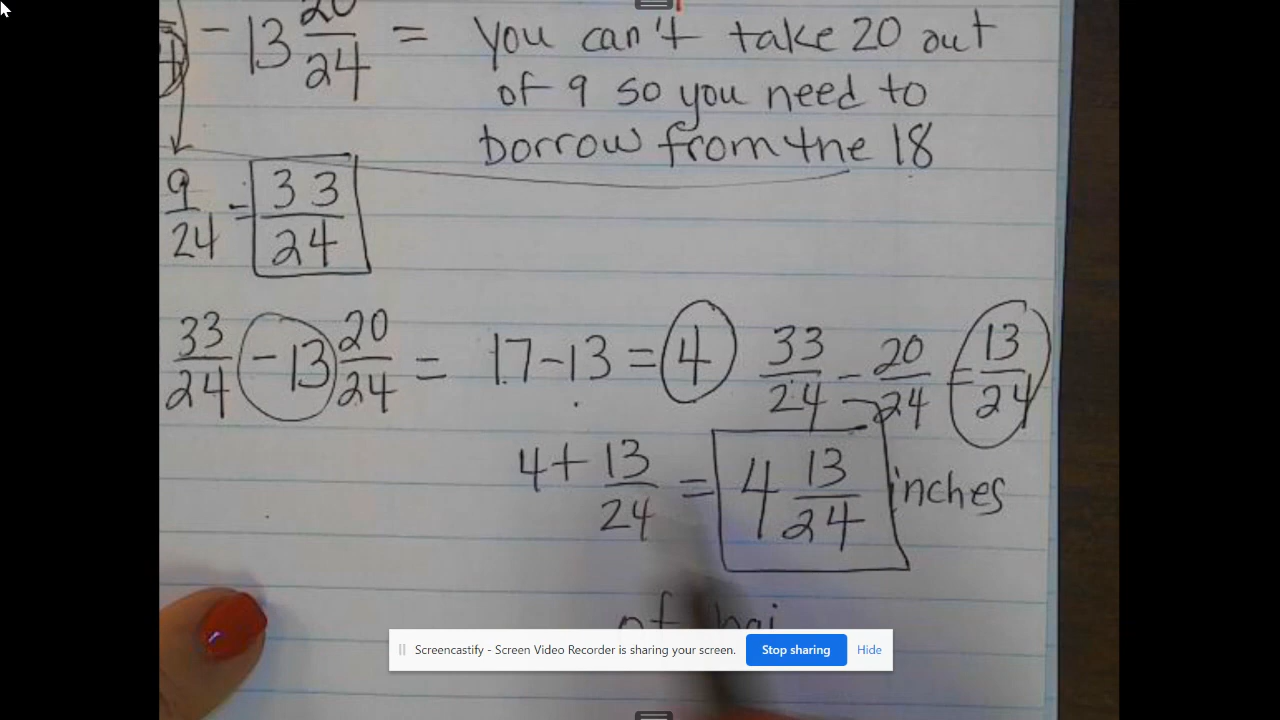 - 13 20/24 = you can't take 20 out
of 9 so you need to
borrow from the 18
9/24 = 33/24
33/24 - 13 20/24 = 17 - 13 = 4 33/24 - 20/24 = 13/24
4 + 13/24 = 4 13/24 inches
of hai
Screencastify - Screen Video Recorder is sharing your screen. Stop sharing Hide